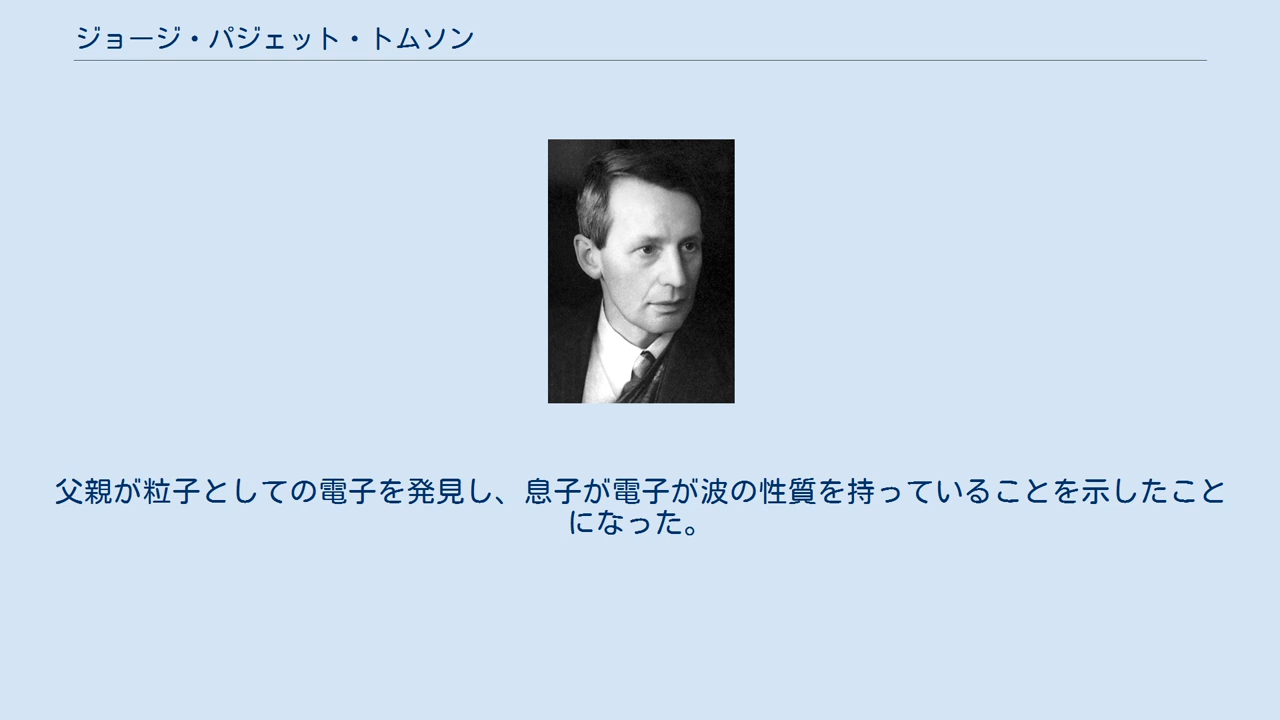 ジョージ・パジェット・トムソン
父親が粒子としての電子を発見し、息子が電子が波の性質を持っていることを示したこと
になった。